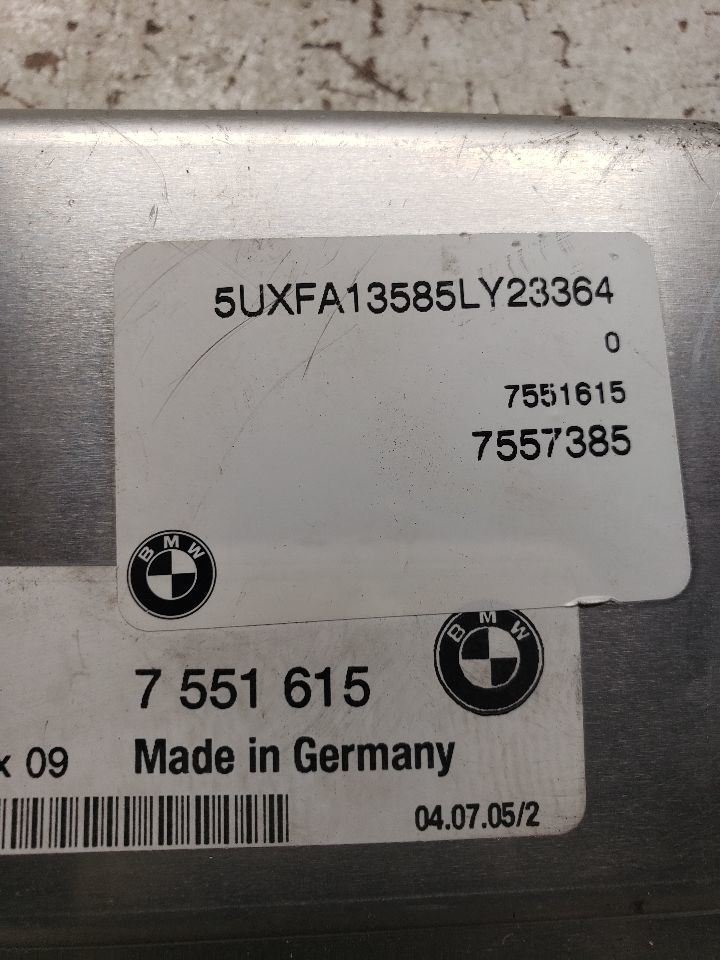 5UXFA13585LY23364
0
7551615
7557385
BMW
BMW
7 551 615
x 09
Made in Germany
04.07.05/2